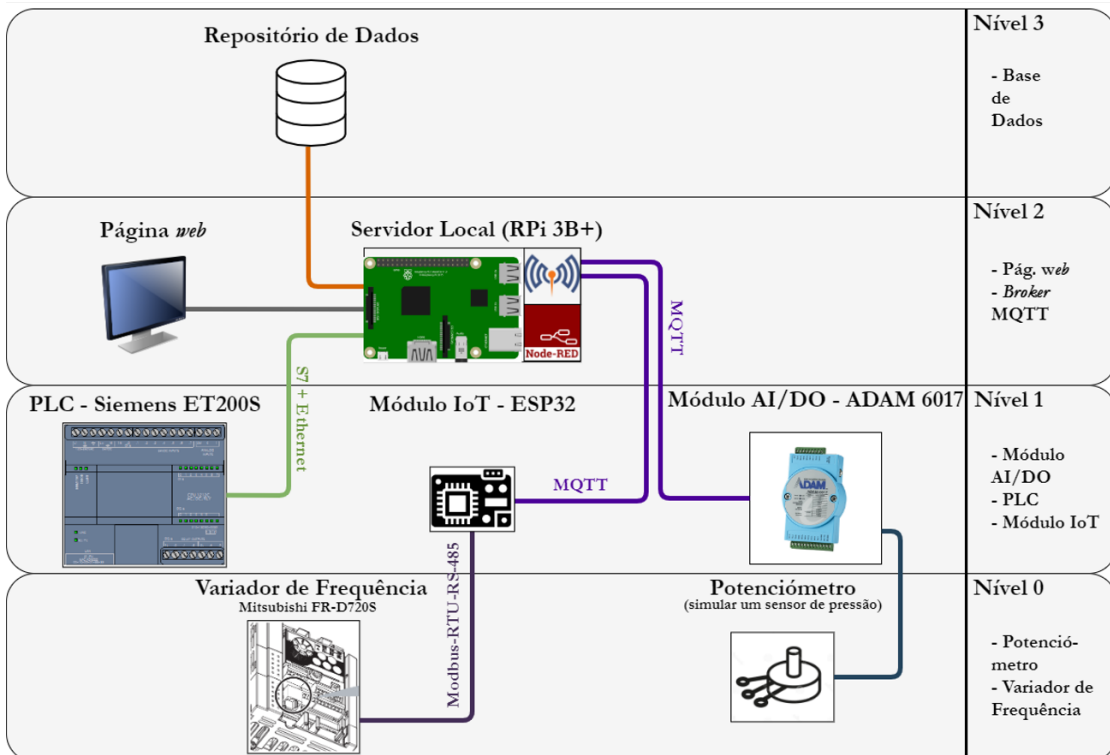 Repositório de Dados
Nível 3
- Base
de
Dados
Página web
Servidor Local (RPi 3B+)
Node-RED
MQTT
Nível 2
- Pág. web
- Broker
MQTT
S7 + Ethernet
PLC - Siemens ET200S
Módulo IoT - ESP32
Módulo AI/DO - ADAM 6017
MQTT
ADAM
Nível 1
- Módulo
AI/DO
- PLC
- Módulo IoT
Modbus-RTU-RS-485
Variador de Frequência
Mitsubishi FR-D720S
Potenciómetro
(simular um sensor de pressão)
Nível 0
- Potenció-
metro
- Variador de
Frequência